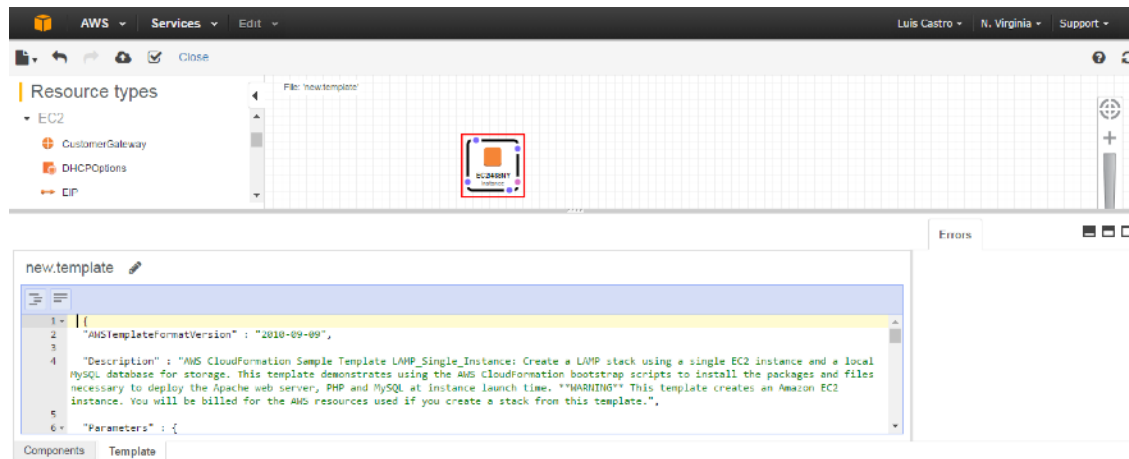 AWS Services Edit Luis Castro N. Virginia Support
Close
Resource types
File: 'new.template'
EC2
CustomerGateway
DHCPOptions
EIP
Instance
Errors
new.template
1 {
2 "AWSTemplateFormatVersion" : "2010-09-09",
3
4 "Description" : "AWS CloudFormation Sample Template LAMP_Single_Instance: Create a LAMP stack using a single EC2 instance and a local
MySQL database for storage. This template demonstrates using the AWS CloudFormation bootstrap scripts to install the packages and files
necessary to deploy the Apache web server, PHP and MySQL at instance launch time. **WARNING** This template creates an Amazon EC2
instance. You will be billed for the AWS resources used if you create a stack from this template.",
5
6 "Parameters" : {
Components Template